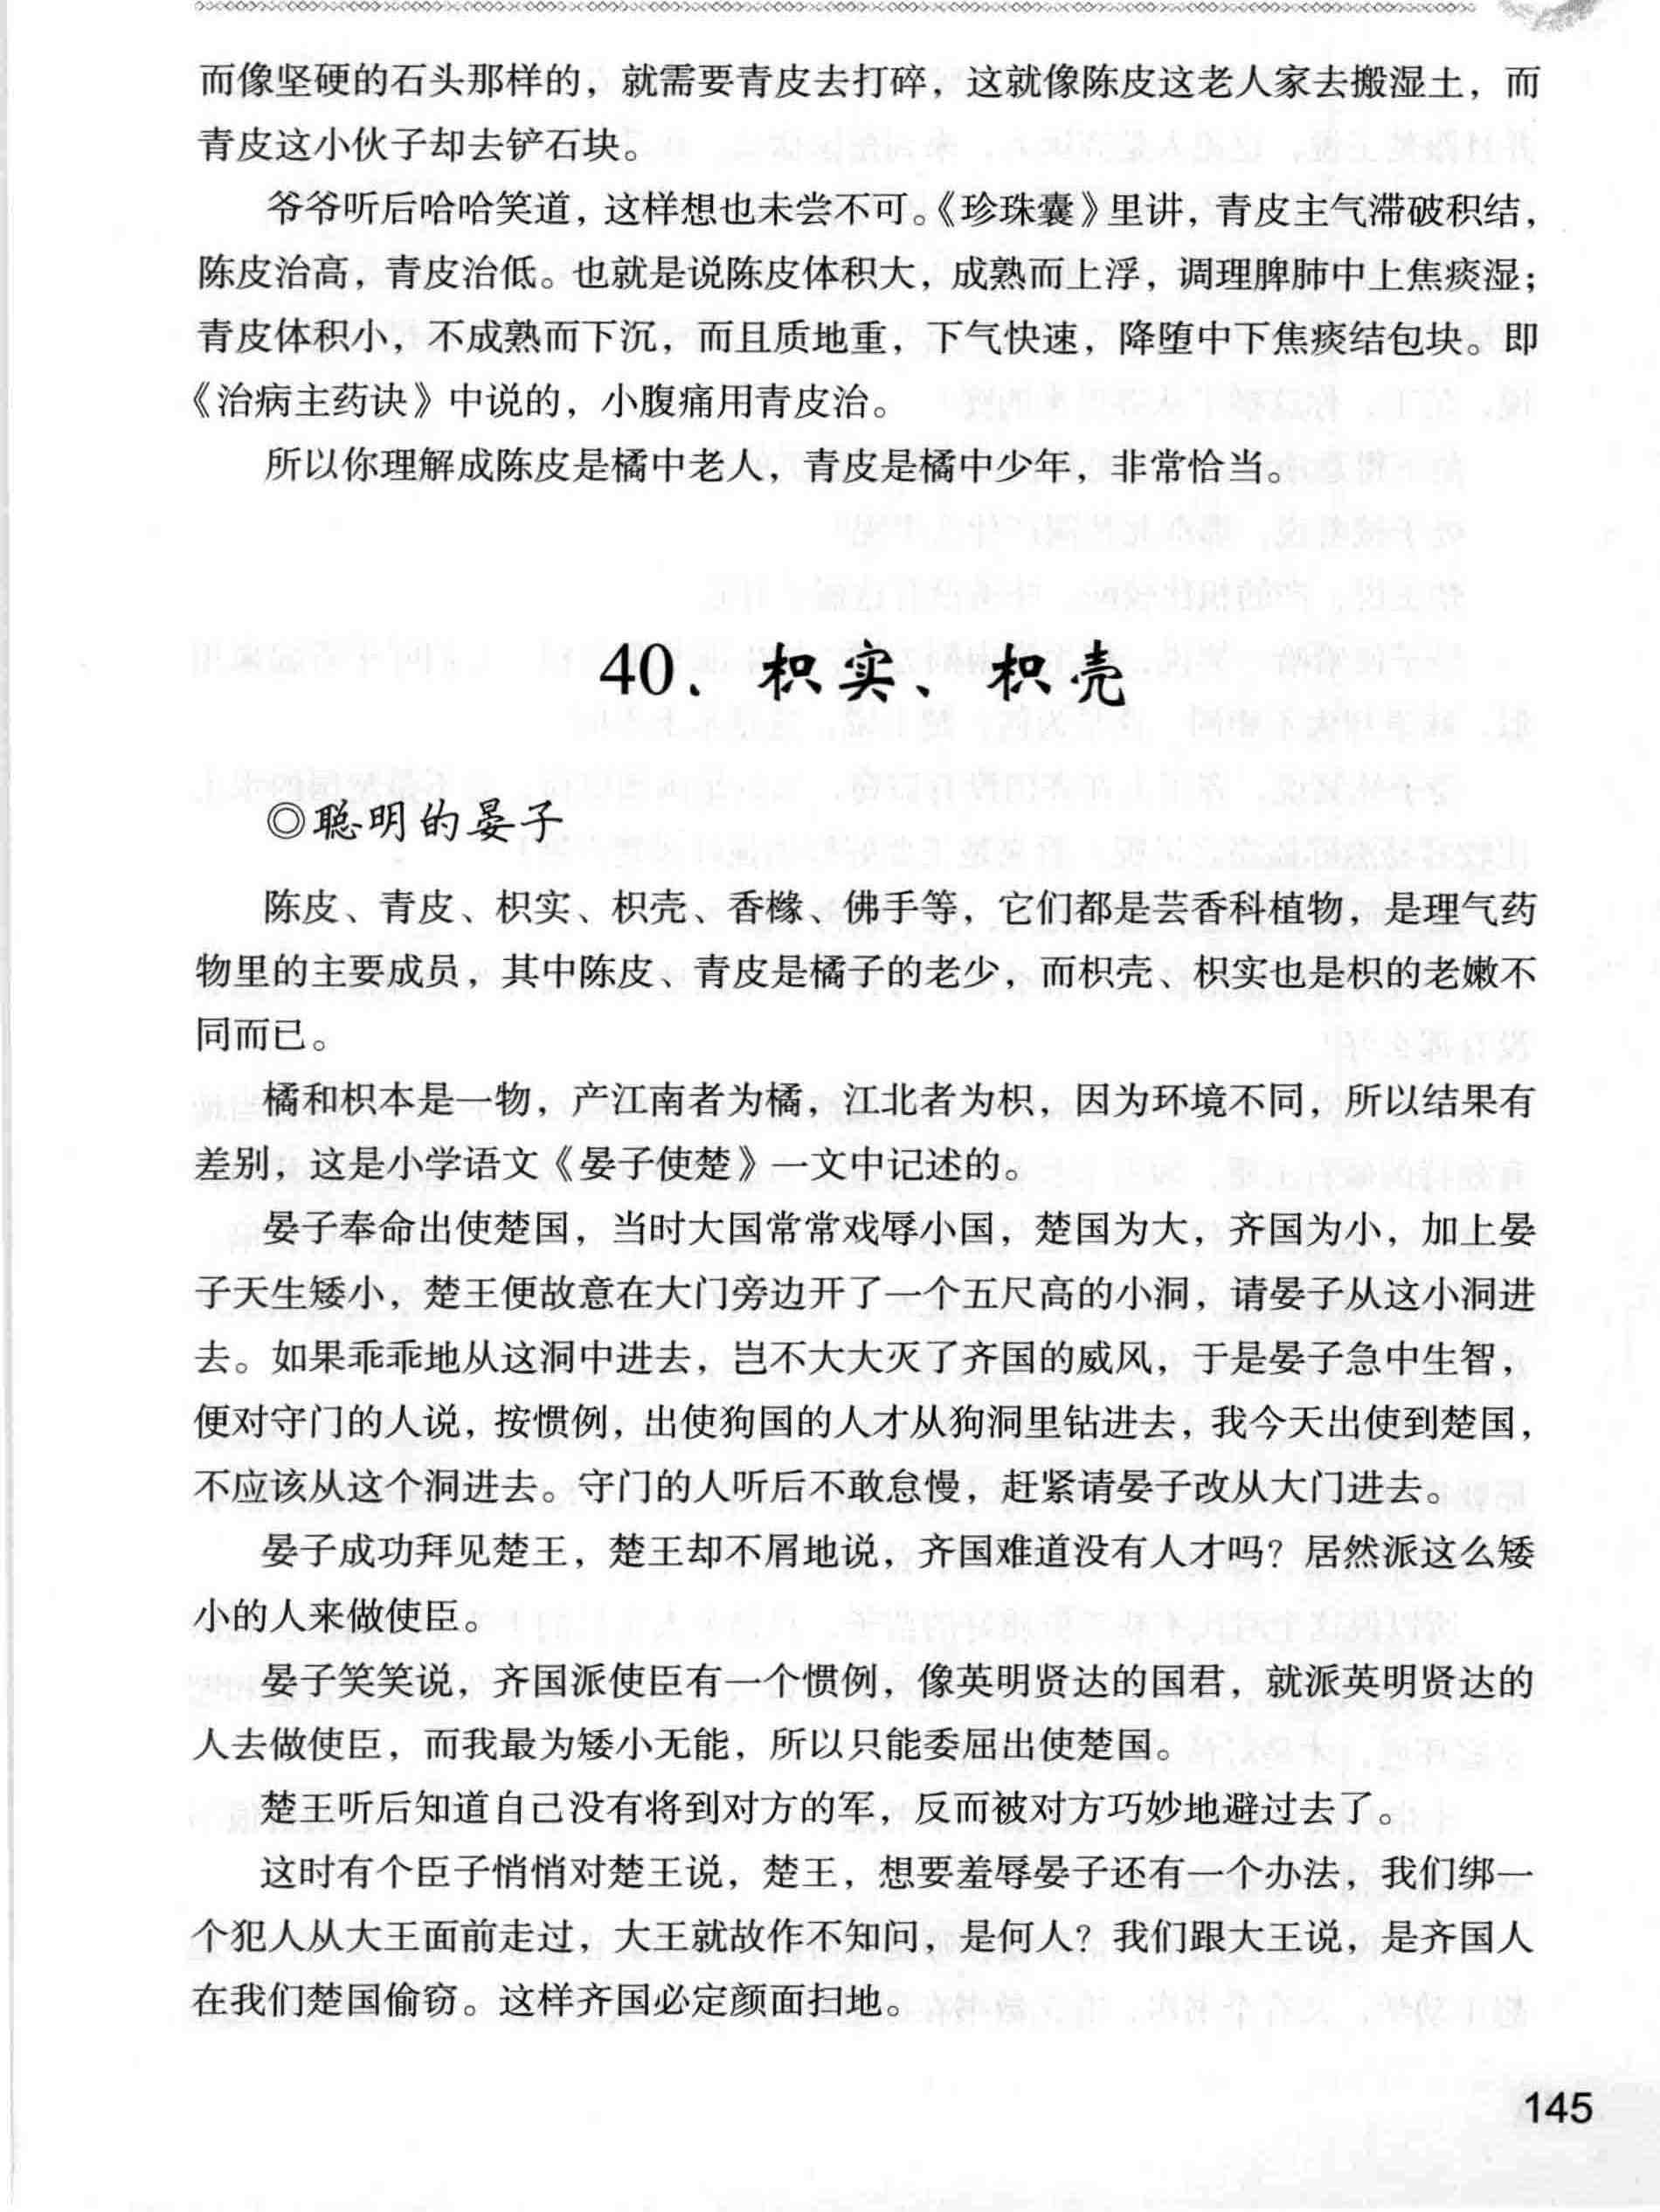 而像坚硬的石头那样的，就需要青皮去打碎，这就像陈皮这老人家去搬湿土，而
青皮这小伙子却去铲石块。
爷爷听后哈哈笑道，这样想也未尝不可。《珍珠囊》里讲，青皮主气滞破积结，
陈皮治高，青皮治低。也就是说陈皮体积大，成熟而上浮，调理脾肺中上焦痰湿；
青皮体积小，不成熟而下沉，而且质地重，下气快速，降堕中下焦痰结包块。即
《治病主药诀》中说的，小腹痛用青皮治。
所以你理解成陈皮是橘中老人，青皮是橘中少年，非常恰当。
40、枳实、枳壳
◎聪明的晏子
陈皮、青皮、枳实、枳壳、香橼、佛手等，它们都是芸香科植物，是理气药
物里的主要成员，其中陈皮、青皮是橘子的老少，而枳壳、枳实也是枳的老嫩不
同而已。
橘和枳本是一物，产江南者为橘，江北者为枳，因为环境不同，所以结果有
差别，这是小学语文《晏子使楚》一文中记述的。
晏子奉命出使楚国，当时大国常常戏辱小国，楚国为大，齐国为小，加上晏
子天生矮小，楚王便故意在大门旁边开了一个五尺高的小洞，请晏子从这小洞进
去。如果乖乖地从这洞中进去，岂不大大灭了齐国的威风，于是晏子急中生智，
便对守门的人说，按惯例，出使狗国的人才从狗洞里钻进去，我今天出使到楚国，
不应该从这个洞进去。守门的人听后不敢怠慢，赶紧请晏子改从大门进去。
晏子成功拜见楚王，楚王却不屑地说，齐国难道没有人才吗？居然派这么矮
小的人来做使臣。
晏子笑笑说，齐国派使臣有一个惯例，像英明贤达的国君，就派英明贤达的
人去做使臣，而我最为矮小无能，所以只能委屈出使楚国。
楚王听后知道自己没有将到对方的军，反而被对方巧妙地避过去了。
这时有个臣子悄悄对楚王说，楚王，想要羞辱晏子还有一个办法，我们绑一
个犯人从大王面前走过，大王就故作不知问，是何人？我们跟大王说，是齐国人
在我们楚国偷窃。这样齐国必定颜面扫地。
145